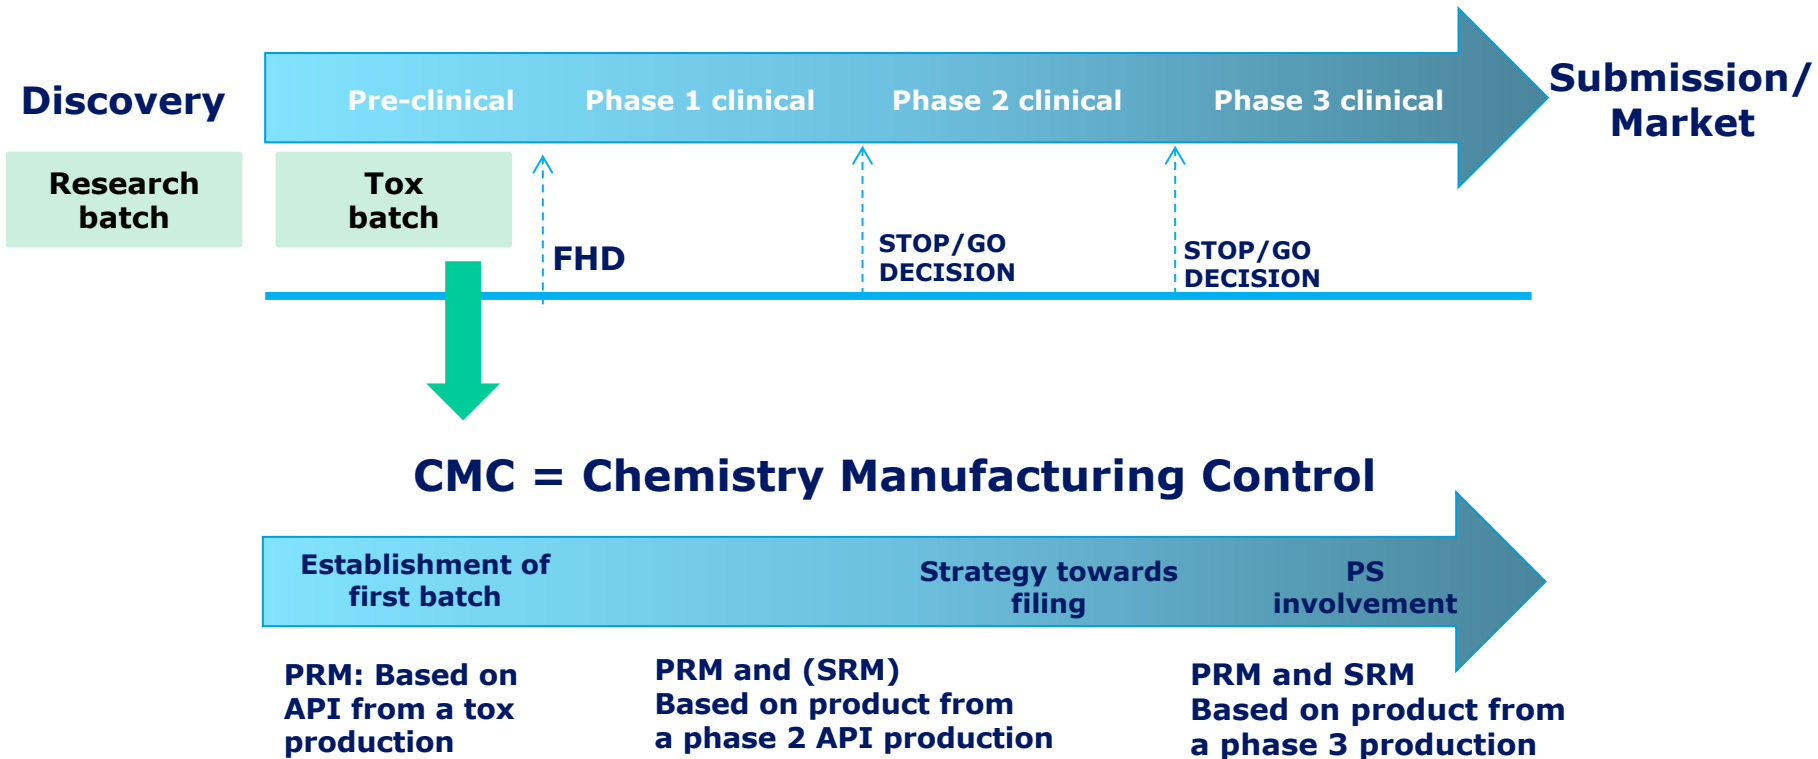 Discovery
Pre-clinical
Phase 1 clinical
Phase 2 clinical
Phase 3 clinical
Submission/
Market
Research
batch
Tox
batch
FHD
STOP/GO
DECISION
STOP/GO
DECISION
CMC = Chemistry Manufacturing Control
Establishment of
first batch
Strategy towards
filing
PS
involvement
PRM: Based on
API from a tox
production
PRM and (SRM)
Based on product from
a phase 2 API production
PRM and SRM
Based on product from
a phase 3 production